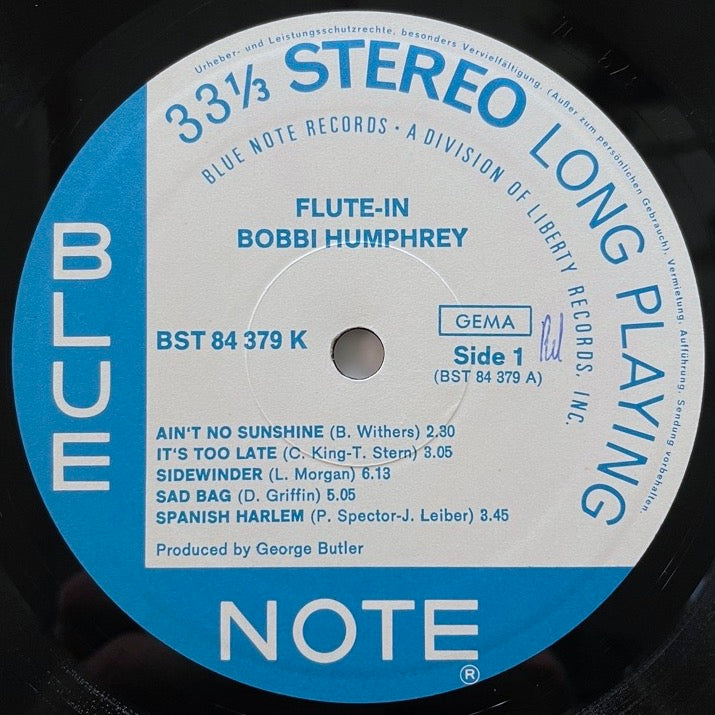 Urheber- und Leistungsschutzrechte, besonders Vervielfältigung, (Außer zum persönlichen Gebrauch), Vermietung, Aufführung, Sendung vorbehalten.
33⅓ STEREO LONG PLAYING
BLUE NOTE RECORDS · A DIVISION OF LIBERTY RECORDS, INC.
FLUTE-IN
BOBBI HUMPHREY
BLUE
BST 84 379 K
GEMA
Side 1
(BST 84 379 A)
AIN'T NO SUNSHINE (B. Withers) 2.30
IT'S TOO LATE (C. King-T. Stern) 3.05
SIDEWINDER (L. Morgan) 6.13
SAD BAG (D. Griffin) 5.05
SPANISH HARLEM (P. Spector-J. Leiber) 3.45
Produced by George Butler
NOTE
®